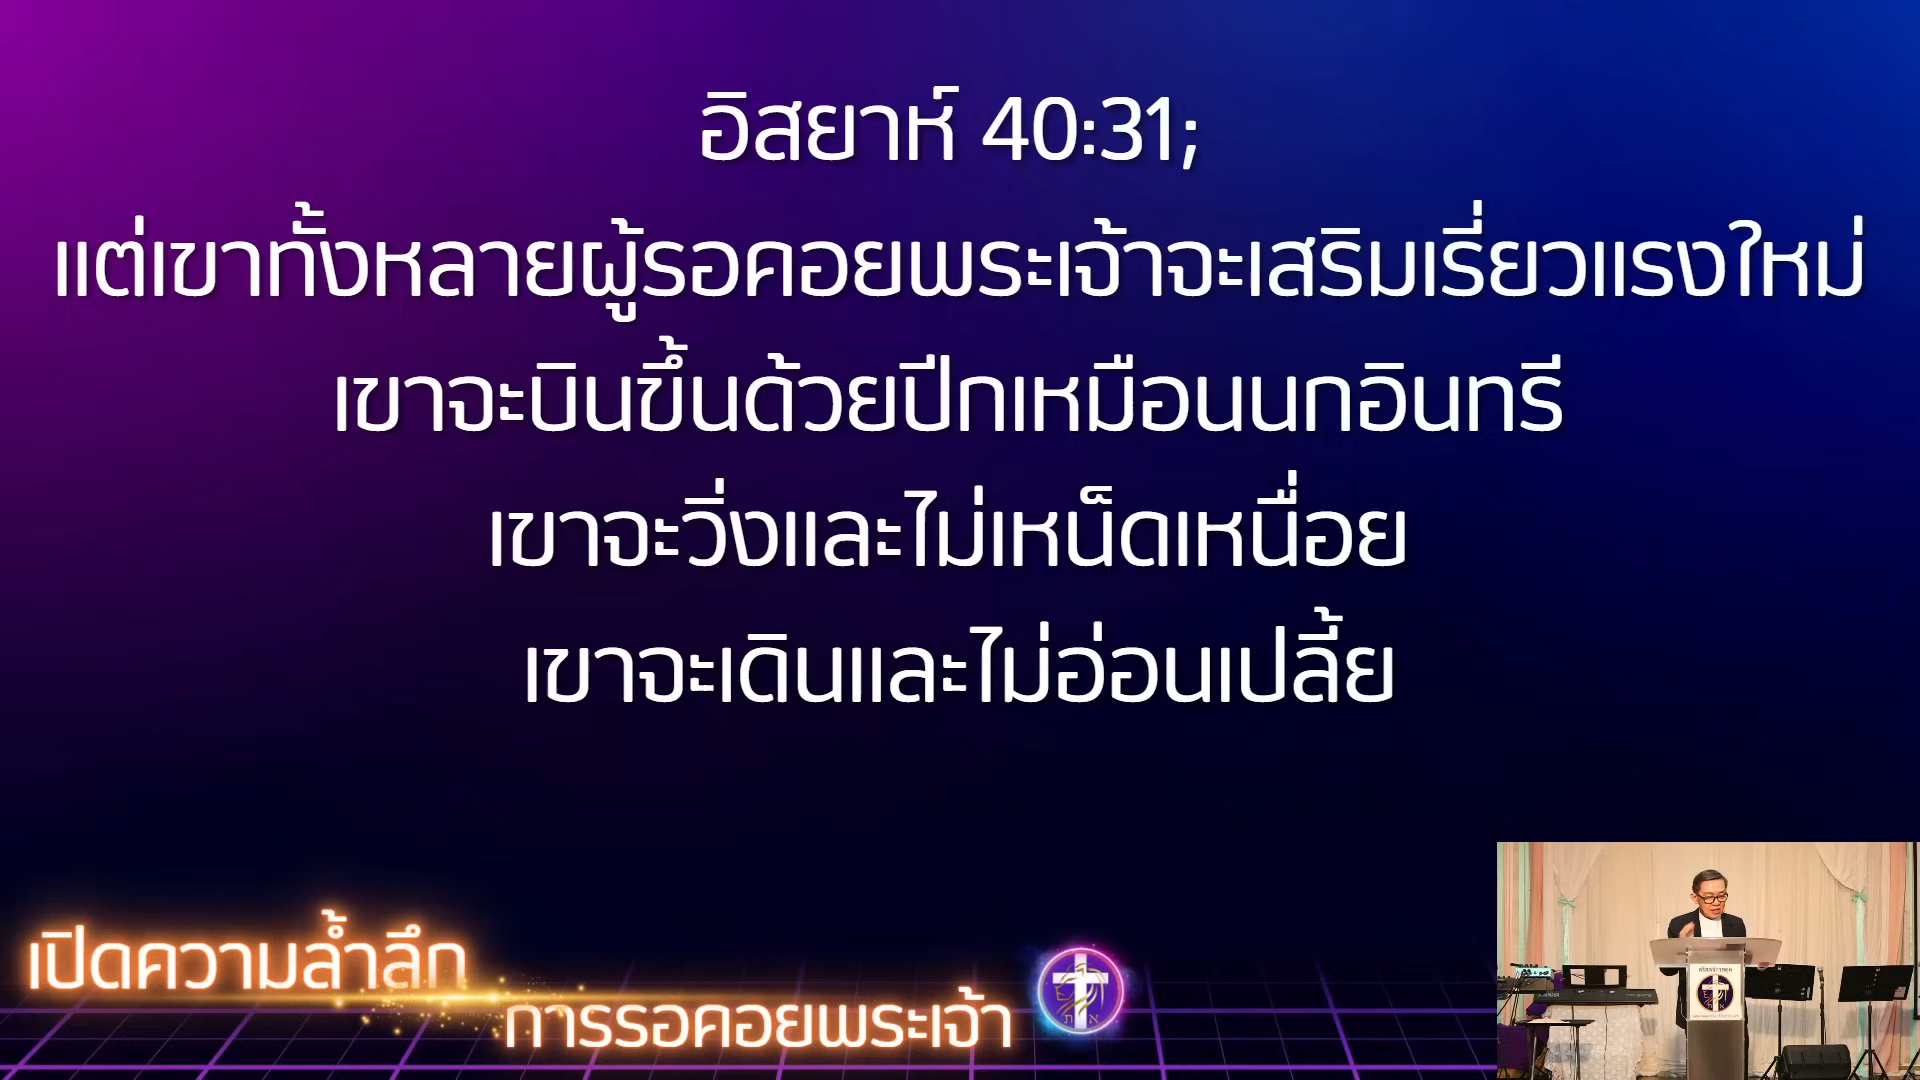 อิสยาห์ 40:31;
แต่เขาทั้งหลายผู้รอคอยพระเจ้าจะเสริมเรี่ยวแรงใหม่
เขาจะบินขึ้นด้วยปีกเหมือนนกอินทรี
เขาจะวิ่งและไม่เหน็ดเหนื่อย
เขาจะเดินและไม่อ่อนเปลี้ย
เปิดความล้ำลึก
การรอคอยพระเจ้า
ת א
YAMAHA